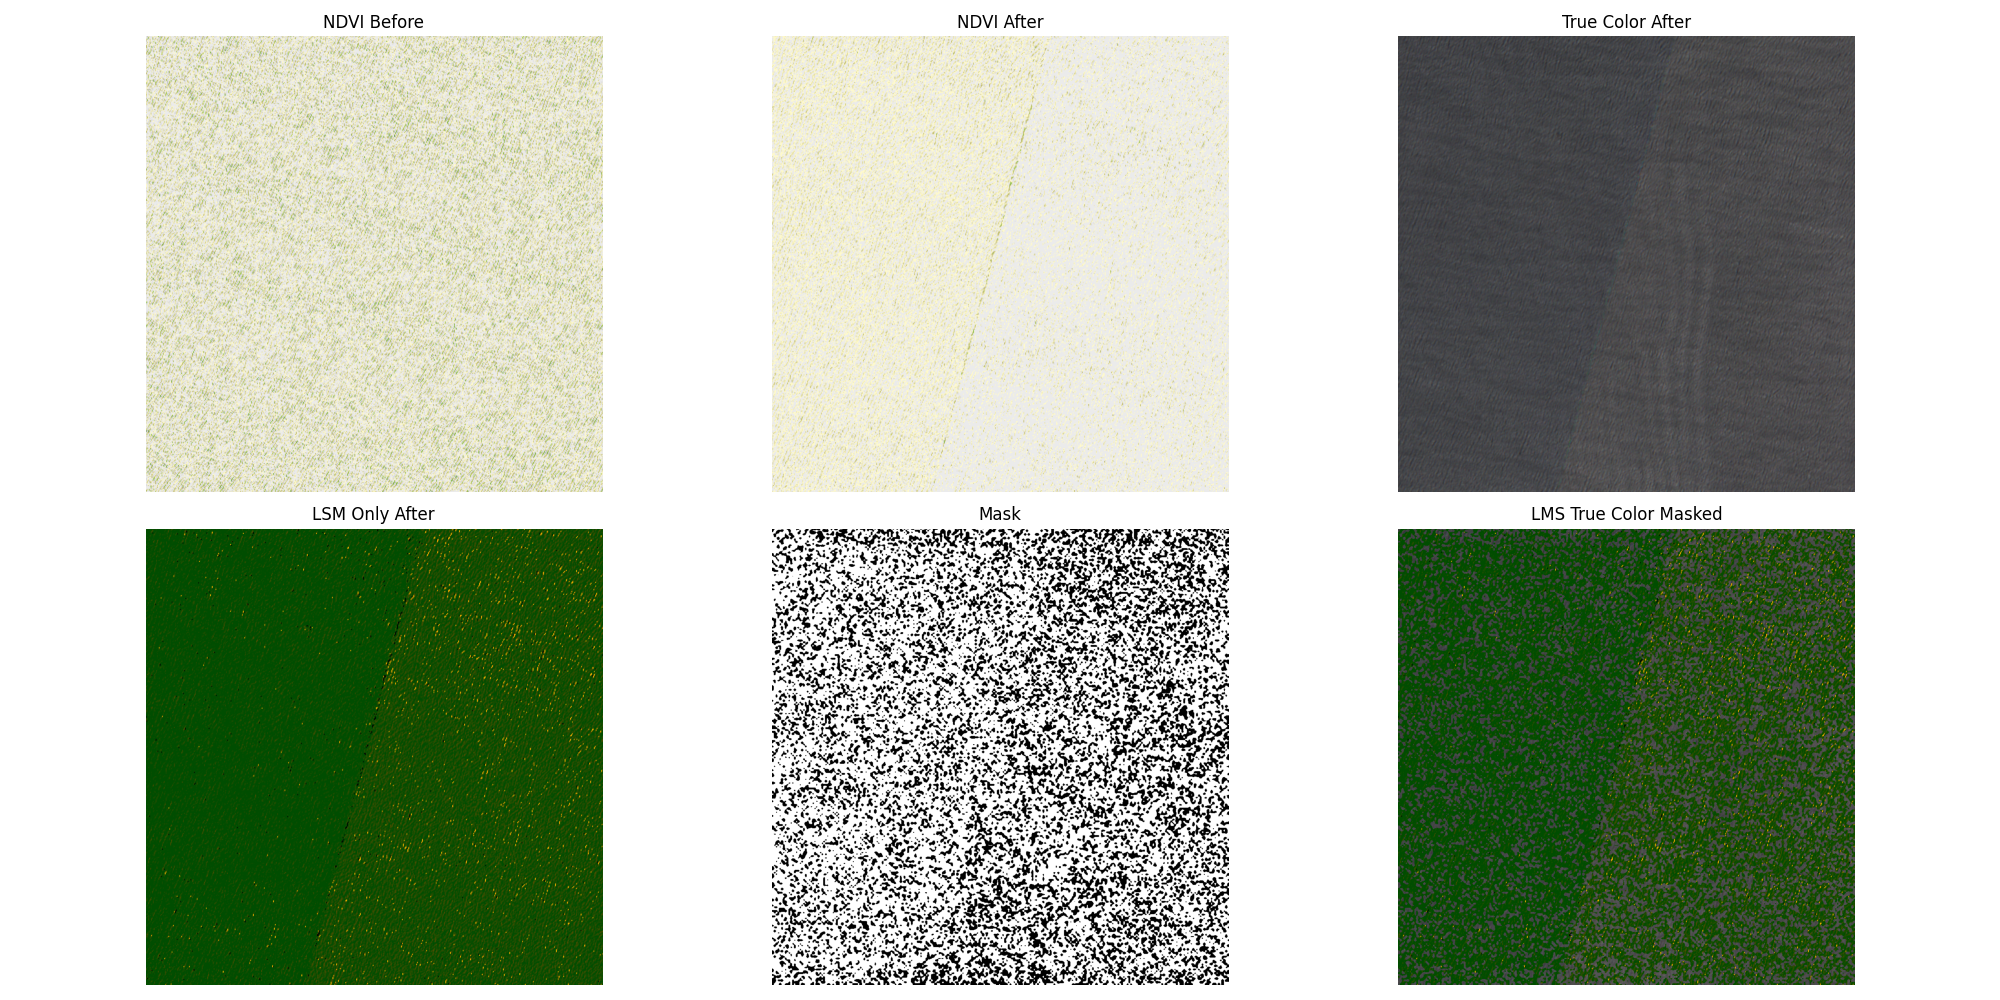 NDVI Before
NDVI After
True Color After
LSM Only After
Mask
LMS True Color Masked